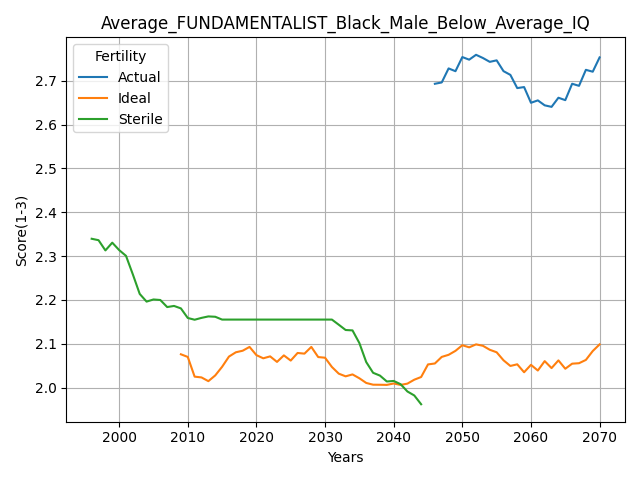 Average_FUNDAMENTALIST_Black_Male_Below_Average_IQ
Fertility
Actual
Ideal
Sterile
Score(1-3)
2.7
2.6
2.5
2.4
2.3
2.2
2.1
2.0
2000
2010
2020
2030
2040
2050
2060
2070
Years